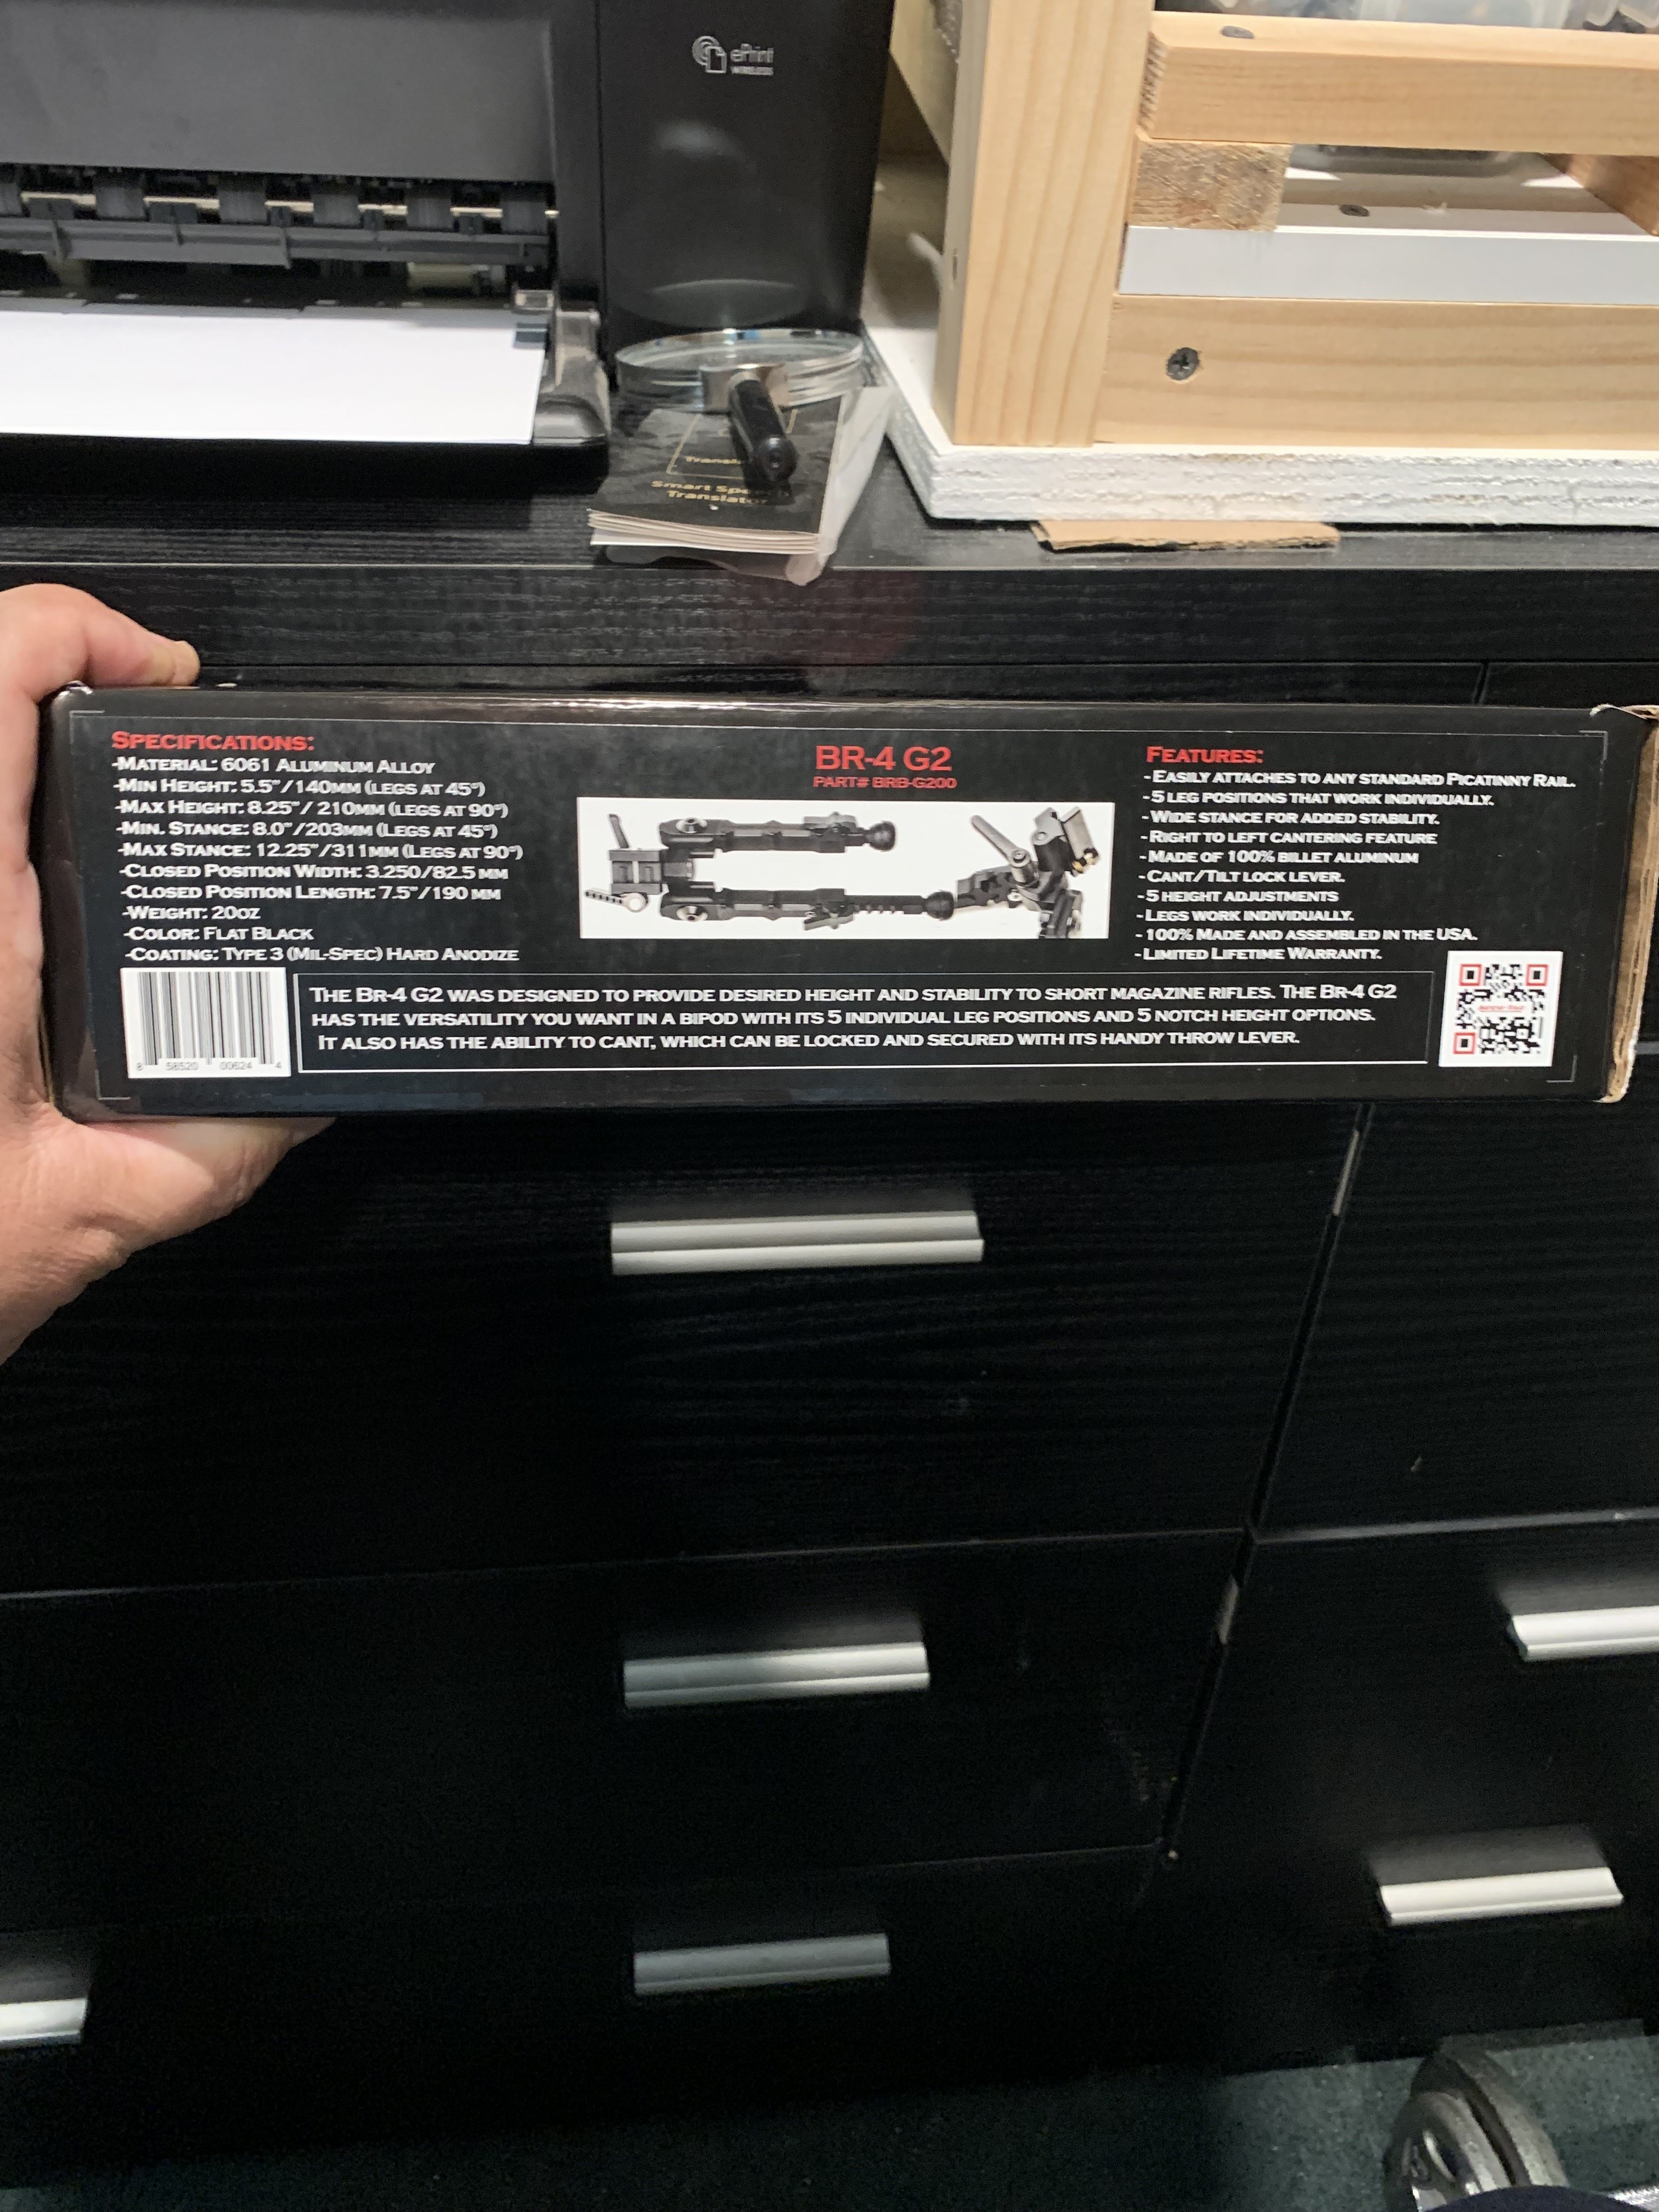 ePrint
WIRELESS
Smart
Translator
SPECIFICATIONS:
-MATERIAL: 6061 ALUMINUM ALLOY
-MIN HEIGHT: 5.5"/140MM (LEGS AT 45°)
-MAX HEIGHT: 8.25"/ 210MM (LEGS AT 90°)
-MIN. STANCE: 8.0"/203MM (LEGS AT 45°)
-MAX STANCE: 12.25"/311MM (LEGS AT 90°)
-CLOSED POSITION WIDTH: 3.250/82.5 MM
-CLOSED POSITION LENGTH: 7.5"/190 MM
-WEIGHT: 20OZ
-COLOR: FLAT BLACK
-COATING: TYPE 3 (MIL-SPEC) HARD ANODIZE
BR-4 G2
PART# BRB-G200
FEATURES:
-EASILY ATTACHES TO ANY STANDARD PICATINNY RAIL.
-5 LEG POSITIONS THAT WORK INDIVIDUALLY.
-WIDE STANCE FOR ADDED STABILITY.
-RIGHT TO LEFT CANTERING FEATURE
-MADE OF 100% BILLET ALUMINUM
-CANT/TILT LOCK LEVER.
-5 HEIGHT ADJUSTMENTS
-LEGS WORK INDIVIDUALLY.
-100% MADE AND ASSEMBLED IN THE USA.
-LIMITED LIFETIME WARRANTY.
8 58520 00624 4
THE BR-4 G2 WAS DESIGNED TO PROVIDE DESIRED HEIGHT AND STABILITY TO SHORT MAGAZINE RIFLES. THE BR-4 G2
HAS THE VERSATILITY YOU WANT IN A BIPOD WITH ITS 5 INDIVIDUAL LEG POSITIONS AND 5 NOTCH HEIGHT OPTIONS.
IT ALSO HAS THE ABILITY TO CANT, WHICH CAN BE LOCKED AND SECURED WITH ITS HANDY THROW LEVER.